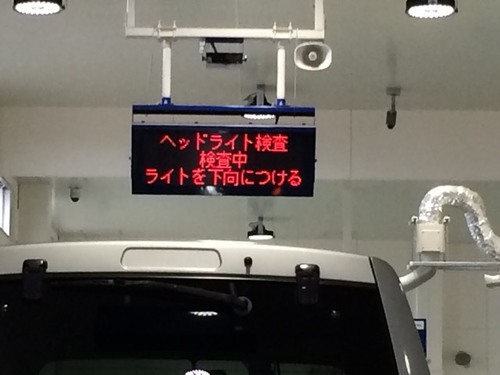 ヘッドライト検査
検査中
ライトを下向につける